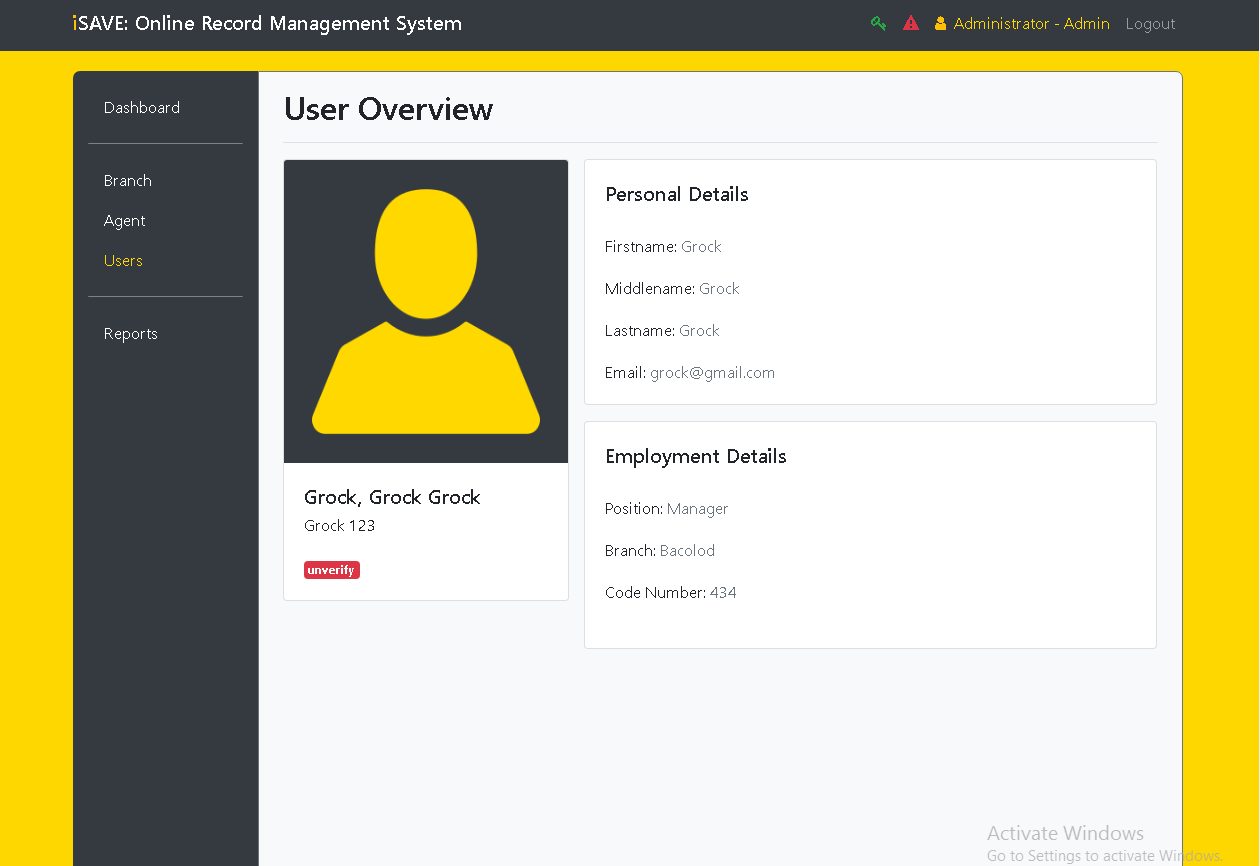 iSAVE: Online Record Management System
Administrator - Admin
Logout
Dashboard
Branch
Agent
Users
Reports
User Overview
Grock, Grock Grock
Grock 123
unverify
Personal Details
Firstname: Grock
Middlename: Grock
Lastname: Grock
Email: grock@gmail.com
Employment Details
Position: Manager
Branch: Bacolod
Code Number: 434
Activate Windows
Go to Settings to activate Windows.